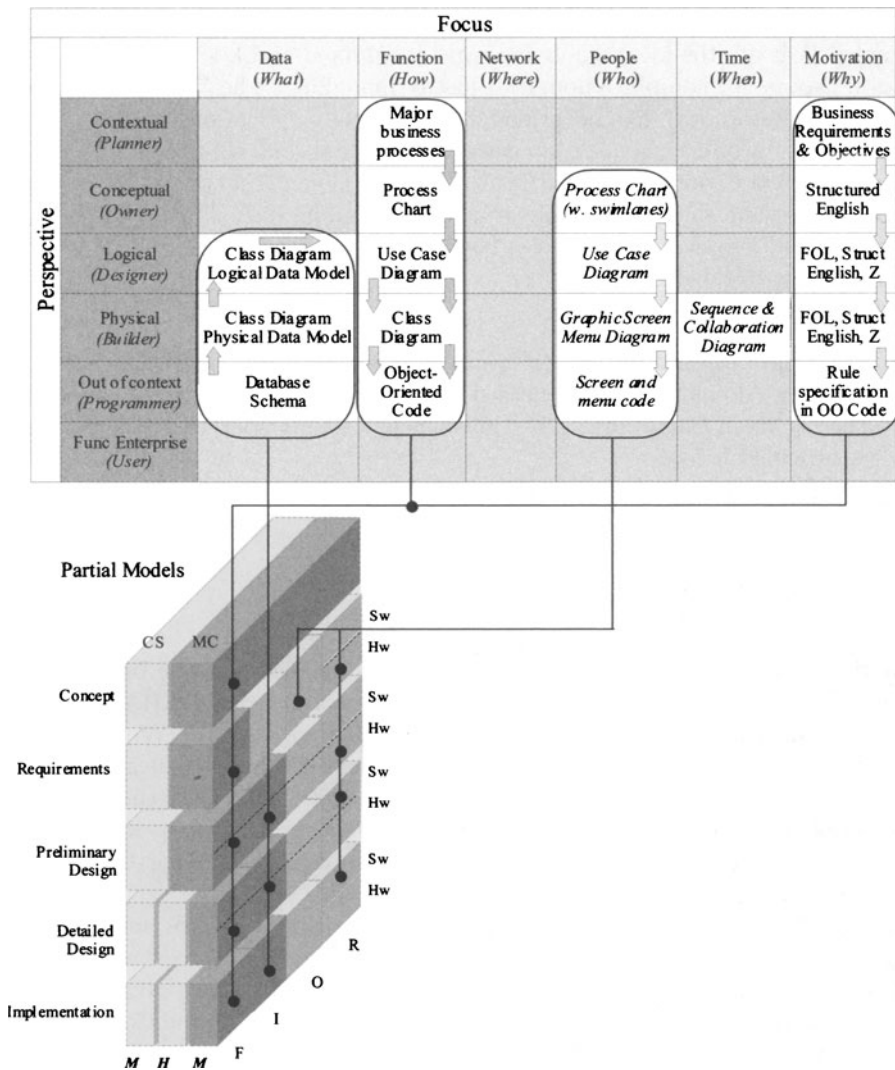 Focus
Data
(What)
Function
(How)
Network
(Where)
People
(Who)
Time
(When)
Motivation
(Why)
Perspective
Contextual
(Planner)
Major
business
processes
Business
Requirements
& Objectives
Conceptual
(Owner)
Process
Chart
Process Chart
(w. swimlanes)
Structured
English
Logical
(Designer)
Class Diagram
Logical Data Model
Use Case
Diagram
Use Case
Diagram
FOL, Struct
English, Z
Physical
(Builder)
Class Diagram
Physical Data Model
Class
Diagram
Graphic Screen
Menu Diagram
Sequence &
Collaboration
Diagram
FOL, Struct
English, Z
Out of context
(Programmer)
Database
Schema
Object-
Oriented
Code
Screen and
menu code
Rule
specification
in OO Code
Func Enterprise
(User)
Partial Models
CS
MC
Sw
Hw
Concept
Sw
Hw
Requirements
Sw
Hw
Preliminary
Design
Sw
Hw
Detailed
Design
R
O
Implementation
I
F
M
H
M